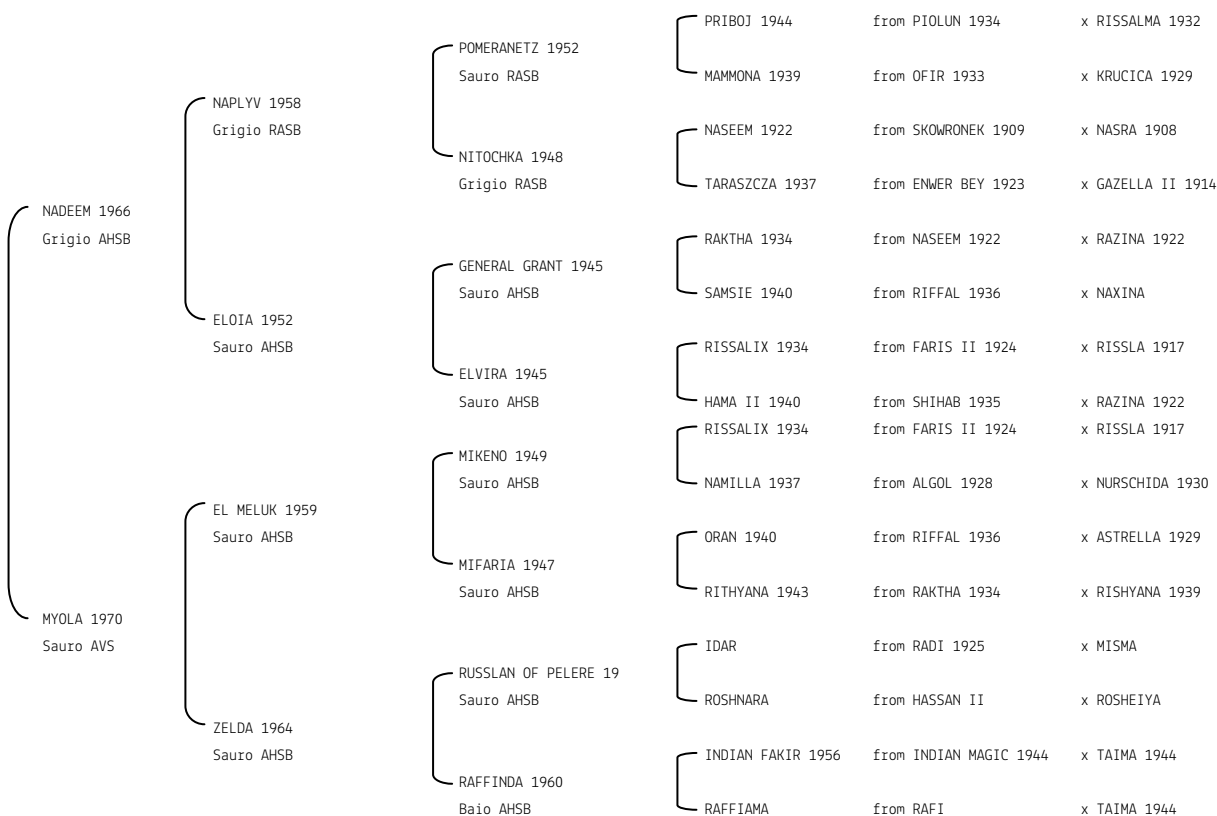 PRIBOJ 1944 from PIOLUN 1934 x RISSALMA 1932
POMERANETZ 1952
Sauro RASB MAMMONA 1939 from OFIR 1933 x KRUCICA 1929
NAPLYV 1958
Grigio RASB NASEEM 1922 from SKOWRONEK 1909 x NASRA 1908
NITOCHKA 1948
Grigio RASB TARASZCZA 1937 from ENWER BEY 1923 x GAZELLA II 1914
NADEEM 1966
Grigio AHSB RAKTHA 1934 from NASEEM 1922 x RAZINA 1922
GENERAL GRANT 1945
Sauro AHSB SAMSIE 1940 from RIFFAL 1936 x NAXINA
ELOIA 1952
Sauro AHSB RISSALIX 1934 from FARIS II 1924 x RISSLA 1917
ELVIRA 1945
Sauro AHSB HAMA II 1940 from SHIHAB 1935 x RAZINA 1922
RISSALIX 1934 from FARIS II 1924 x RISSLA 1917
MIKENO 1949
Sauro AHSB NAMILLA 1937 from ALGOL 1928 x NURSCHIDA 1930
EL MELUK 1959
Sauro AHSB ORAN 1940 from RIFFAL 1936 x ASTRELLA 1929
MIFARIA 1947
Sauro AHSB RITHYANA 1943 from RAKTHA 1934 x RISHYANA 1939
MYOLA 1970
Sauro AVS IDAR from RADI 1925 x MISMA
RUSSLAN OF PELERE 19
Sauro AHSB ROSHNARA from HASSAN II x ROSHEIYA
ZELDA 1964
Sauro AHSB INDIAN FAKIR 1956 from INDIAN MAGIC 1944 x TAIMA 1944
RAFFINDA 1960
Baio AHSB RAFFIAMA from RAFI x TAIMA 1944